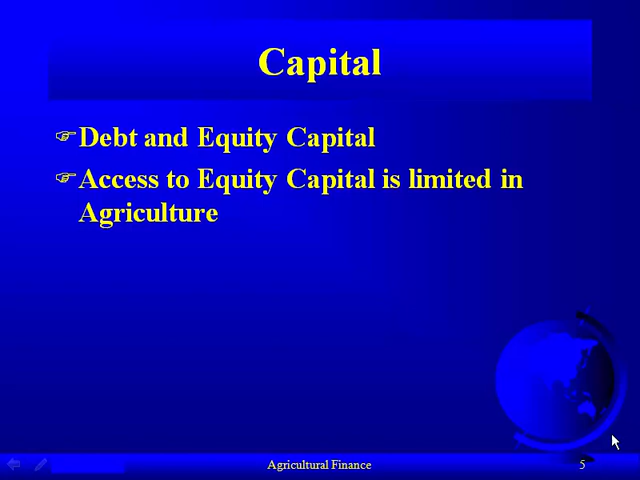 Capital
Debt and Equity Capital
Access to Equity Capital is limited in
Agriculture
Agricultural Finance
5